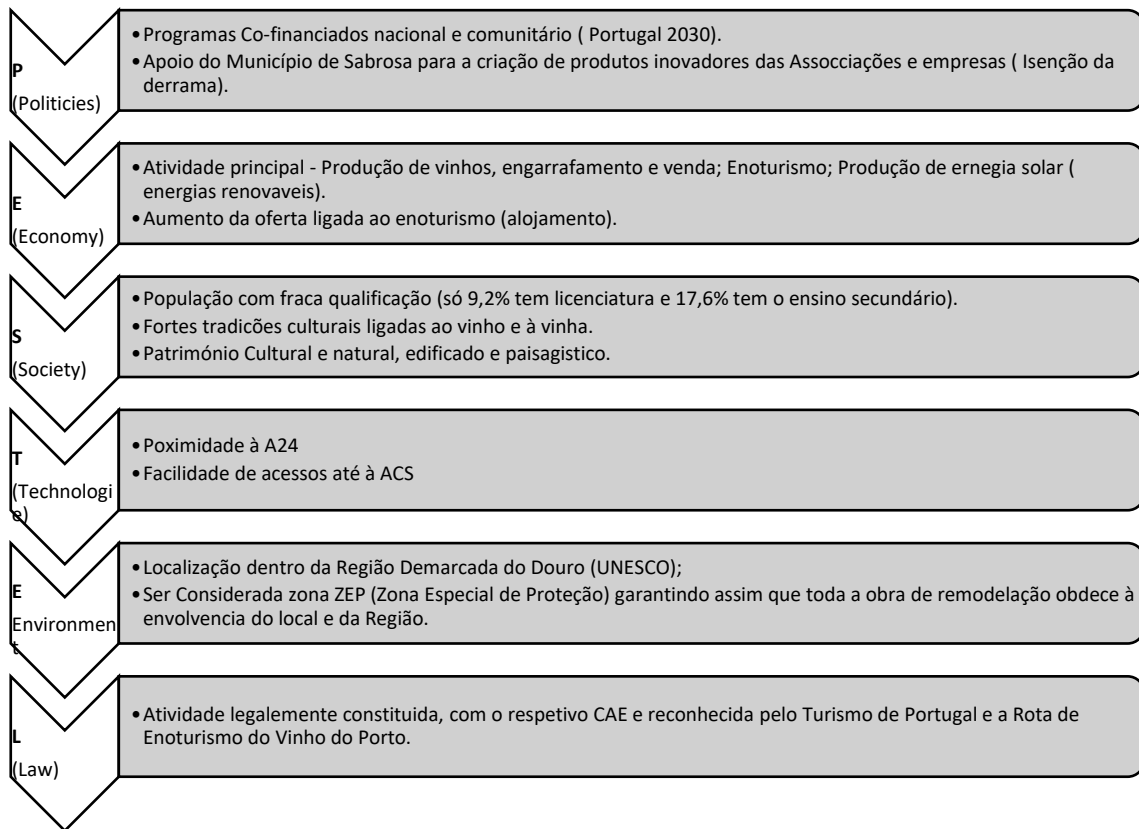 P
(Politicies)
•Programas Co-financiados nacional e comunitário ( Portugal 2030).
•Apoio do Município de Sabrosa para a criação de produtos inovadores das Assocciações e empresas ( Isenção da
derrama).
E
(Economy)
•Atividade principal - Produção de vinhos, engarrafamento e venda; Enoturismo; Produção de ernegia solar (
energias renovaveis).
•Aumento da oferta ligada ao enoturismo (alojamento).
S
(Society)
•População com fraca qualificação (só 9,2% tem licenciatura e 17,6% tem o ensino secundário).
•Fortes tradicões culturais ligadas ao vinho e à vinha.
•Património Cultural e natural, edificado e paisagistico.
T
(Technologi
e)
•Poximidade à A24
•Facilidade de acessos até à ACS
E
Environmen
t
•Localização dentro da Região Demarcada do Douro (UNESCO);
•Ser Considerada zona ZEP (Zona Especial de Proteção) garantindo assim que toda a obra de remodelação obdece à
envolvencia do local e da Região.
L
(Law)
•Atividade legalemente constituida, com o respetivo CAE e reconhecida pelo Turismo de Portugal e a Rota de
Enoturismo do Vinho do Porto.